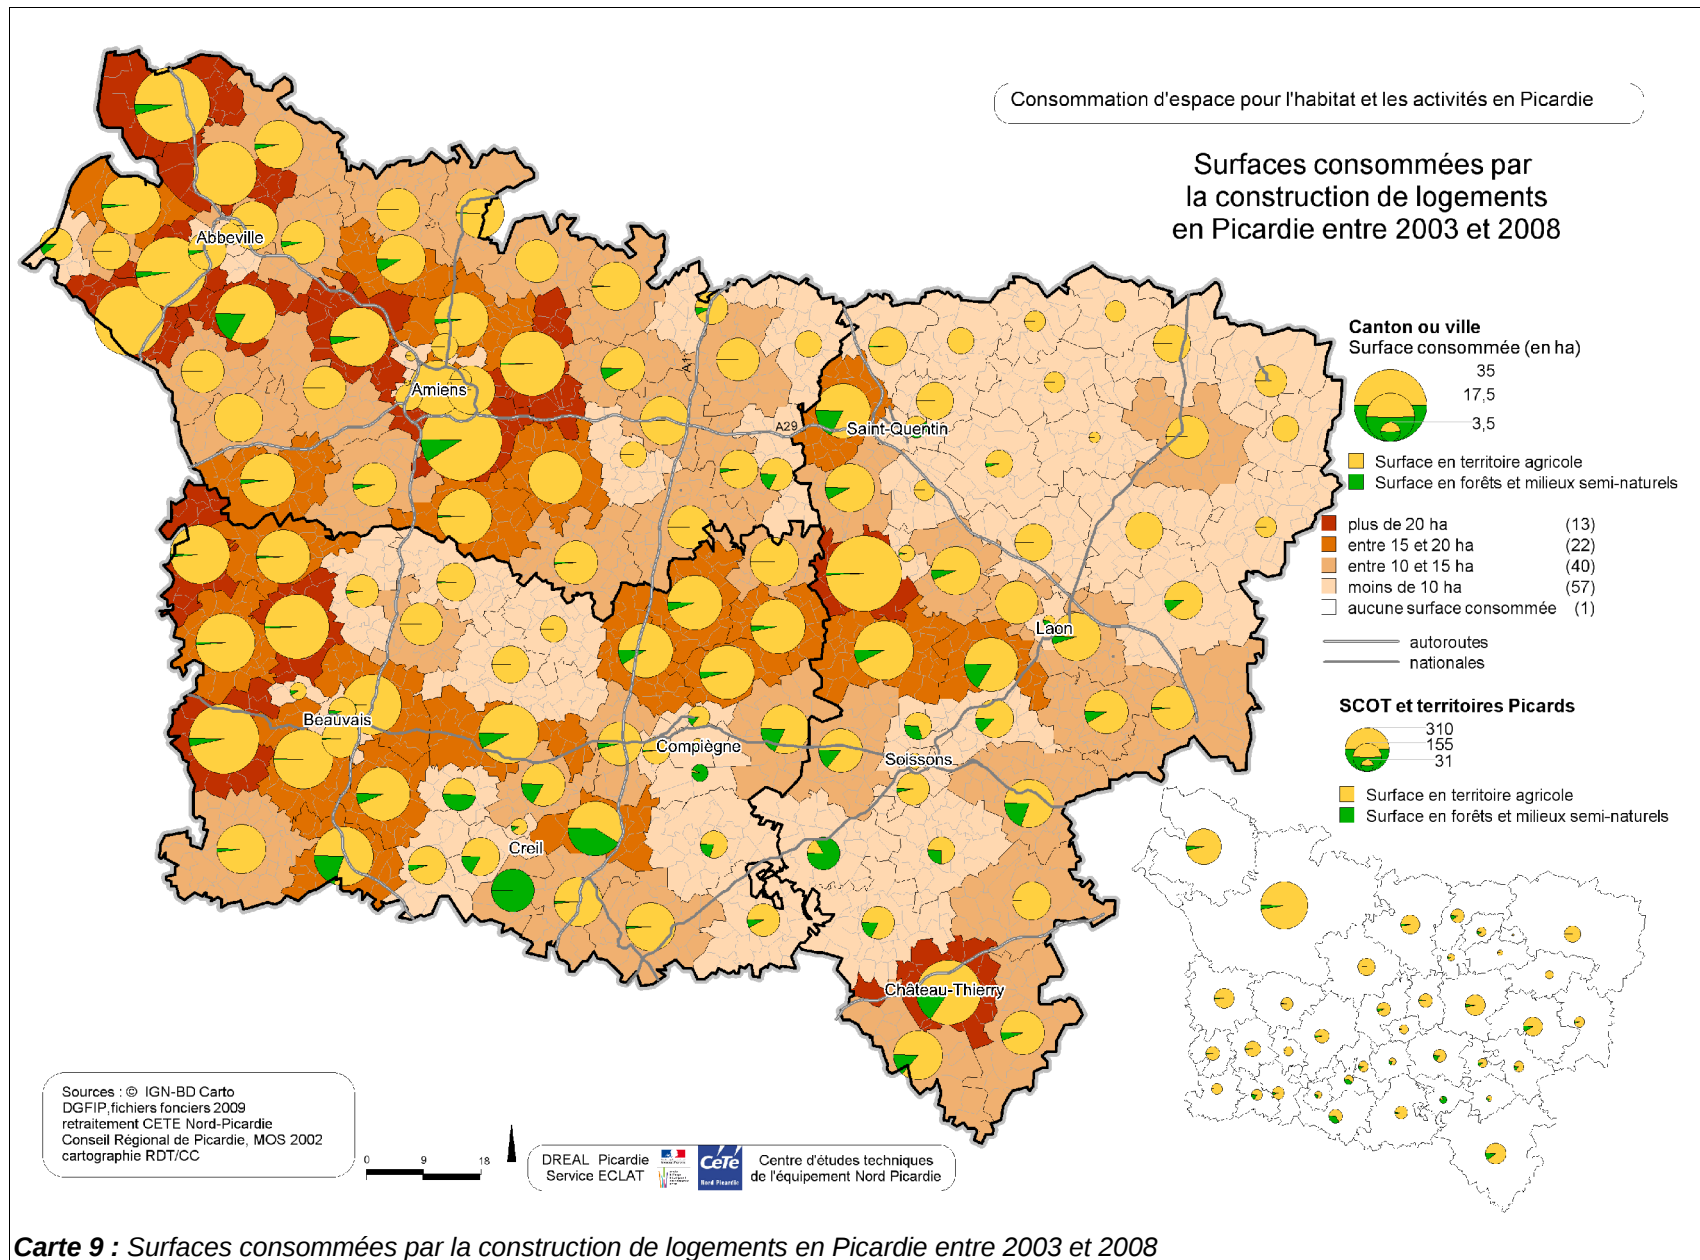 Consommation d'espace pour l'habitat et les activités en Picardie
Surfaces consommées par
la construction de logements
en Picardie entre 2003 et 2008
Canton ou ville
Surface consommée (en ha)
35
17,5
3,5
Surface en territoire agricole
Surface en forêts et milieux semi-naturels
plus de 20 ha (13)
entre 15 et 20 ha (22)
entre 10 et 15 ha (40)
moins de 10 ha (57)
aucune surface consommée (1)
autoroutes
nationales
SCOT et territoires Picards
310
155
31
Surface en territoire agricole
Surface en forêts et milieux semi-naturels
Abbeville
Amiens
A1
A29
Saint-Quentin
Laon
Beauvais
Compiègne
Soissons
Creil
Château-Thierry
Sources : © IGN-BD Carto
DGFIP,fichiers fonciers 2009
retraitement CETE Nord-Picardie
Conseil Régional de Picardie, MOS 2002
cartographie RDT/CC
0 9 18
DREAL Picardie
Service ECLAT
CeTe
Nord Picardie
Centre d'études techniques
de l'équipement Nord Picardie
Carte 9 : Surfaces consommées par la construction de logements en Picardie entre 2003 et 2008